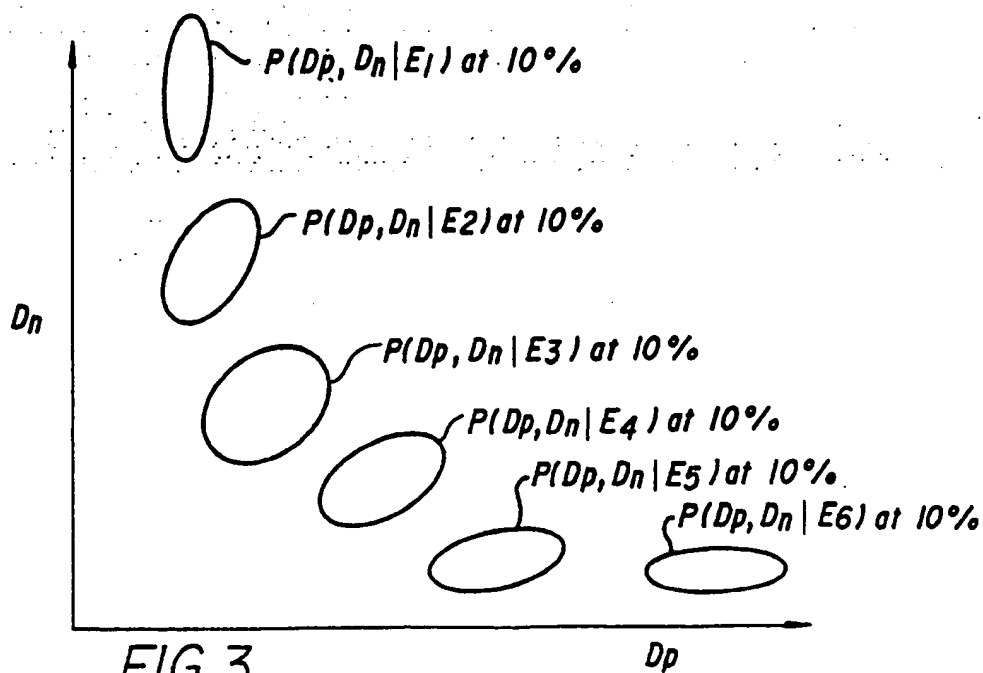 P(Dp, Dn | E1) at 10%
P(Dp, Dn | E2) at 10%
Dn
P(Dp, Dn | E3) at 10%
P(Dp, Dn | E4) at 10%
P(Dp, Dn | E5) at 10%
P(Dp, Dn | E6) at 10%
FIG 3
Dp